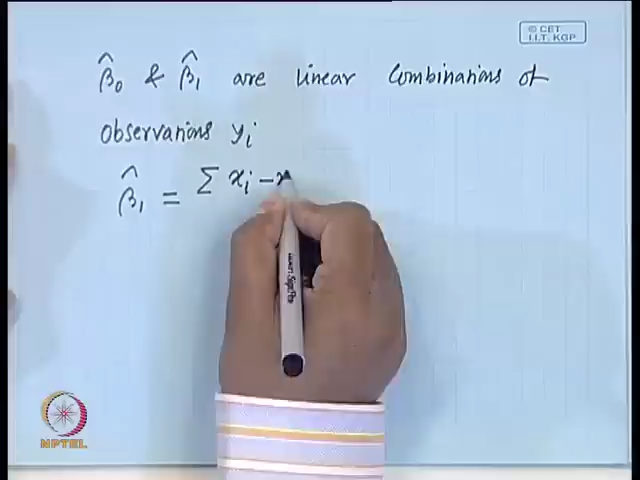 © CET
I.I.T. KGP
β̂₀ & β̂₁ are linear Combinations of
observations yᵢ
β̂₁ = Σ xᵢ - x
NPTEL